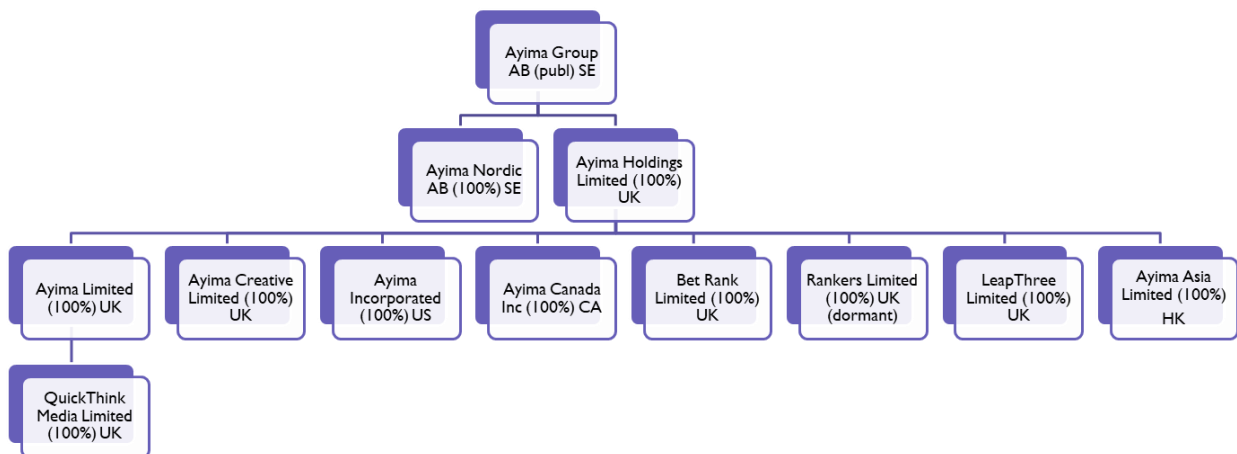 Ayima Group
AB (publ) SE
Ayima Nordic
AB (100%) SE
Ayima Holdings
Limited (100%)
UK
Ayima Limited
(100%) UK
Ayima Creative
Limited (100%)
UK
Ayima
Incorporated
(100%) US
Ayima Canada
Inc (100%) CA
Bet Rank
Limited (100%)
UK
Rankers Limited
(100%) UK
(dormant)
LeapThree
Limited (100%)
UK
Ayima Asia
Limited (100%)
HK
QuickThink
Media Limited
(100%) UK